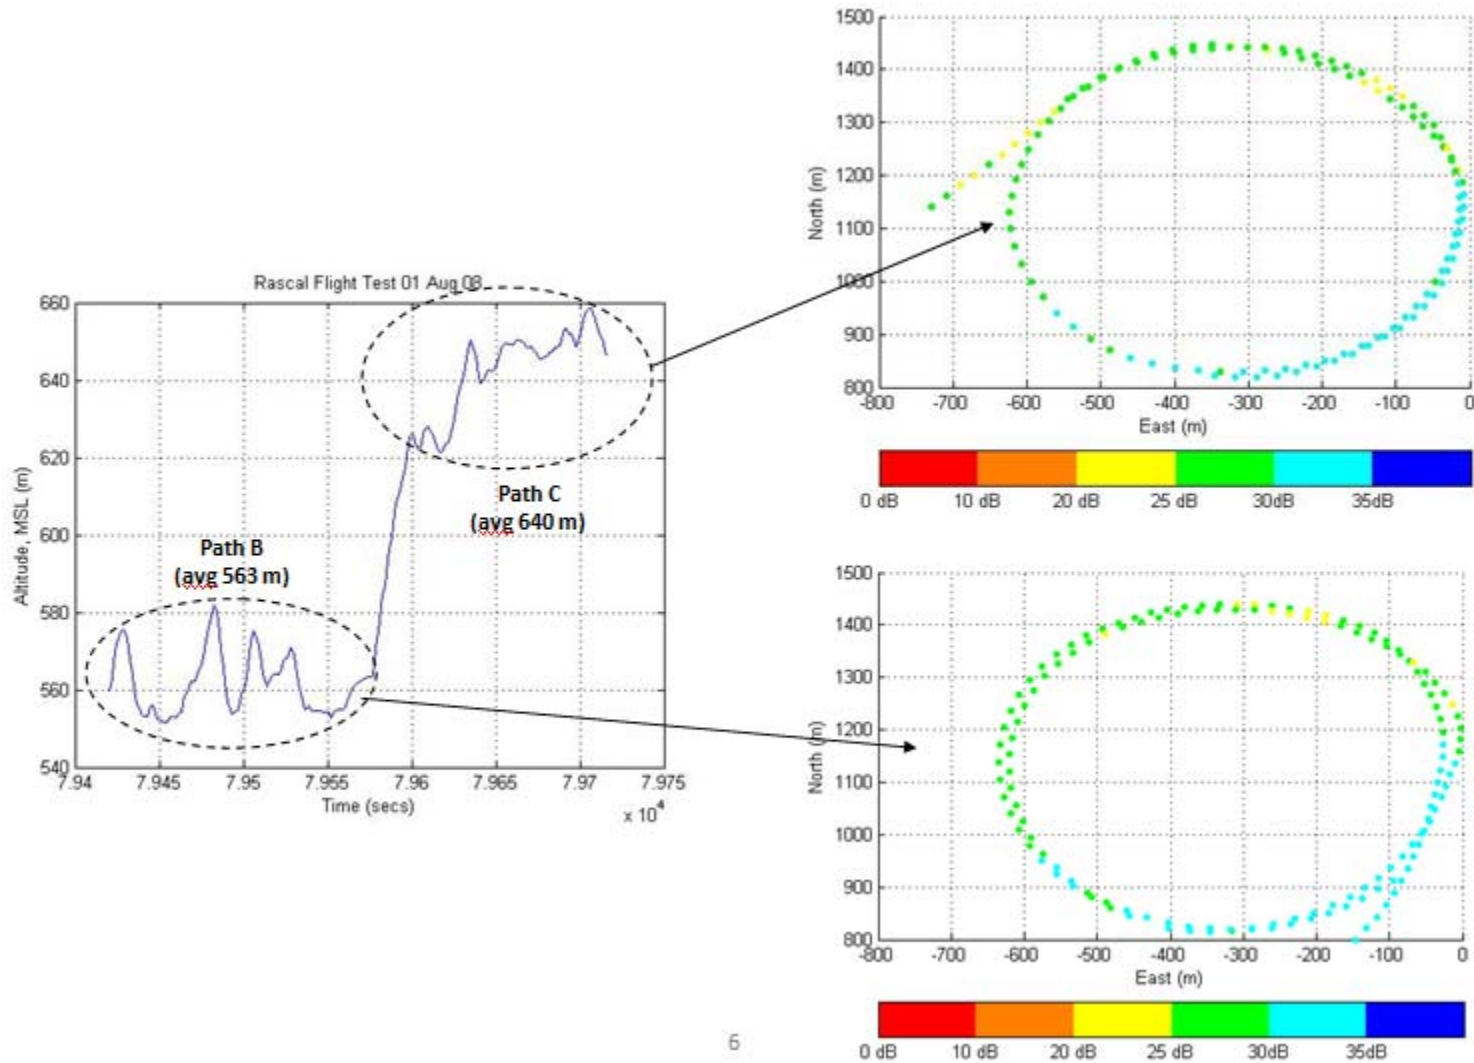 Rascal Flight Test 01 Aug 08
Altitude, MSL (m)
660
640
620
600
580
560
540
7.94 7.945 7.95 7.955 7.96 7.965 7.97 7.975
Time (secs)
x 10⁴
Path B
(avg 563 m)
Path C
(avg 640 m)
North (m)
1500
1400
1300
1200
1100
1000
900
800
-800 -700 -600 -500 -400 -300 -200 -100 0
East (m)
0 dB 10 dB 20 dB 25 dB 30dB 35dB
North (m)
1500
1400
1300
1200
1100
1000
900
800
-800 -700 -600 -500 -400 -300 -200 -100 0
East (m)
0 dB 10 dB 20 dB 25 dB 30dB 35dB
6